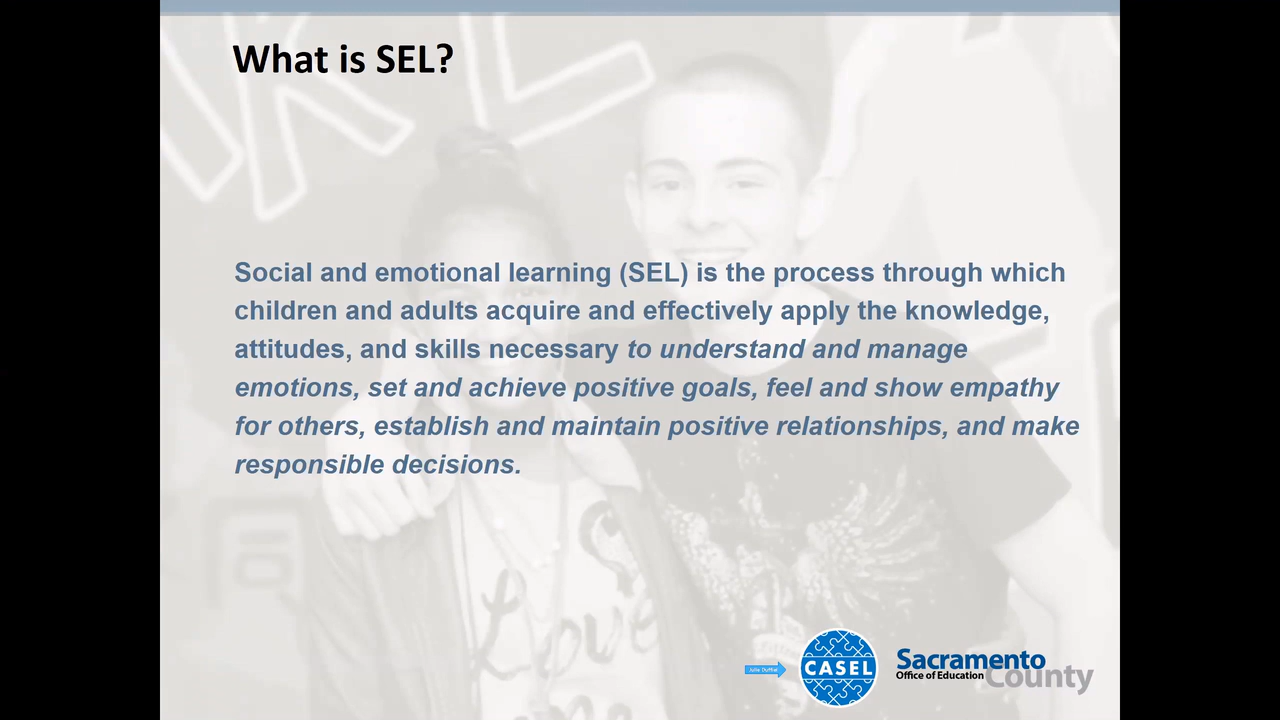 What is SEL?
Social and emotional learning (SEL) is the process through which
children and adults acquire and effectively apply the knowledge,
attitudes, and skills necessary to understand and manage
emotions, set and achieve positive goals, feel and show empathy
for others, establish and maintain positive relationships, and make
responsible decisions.
Love
Julie Duffield
CASEL
Sacramento
Office of Education County